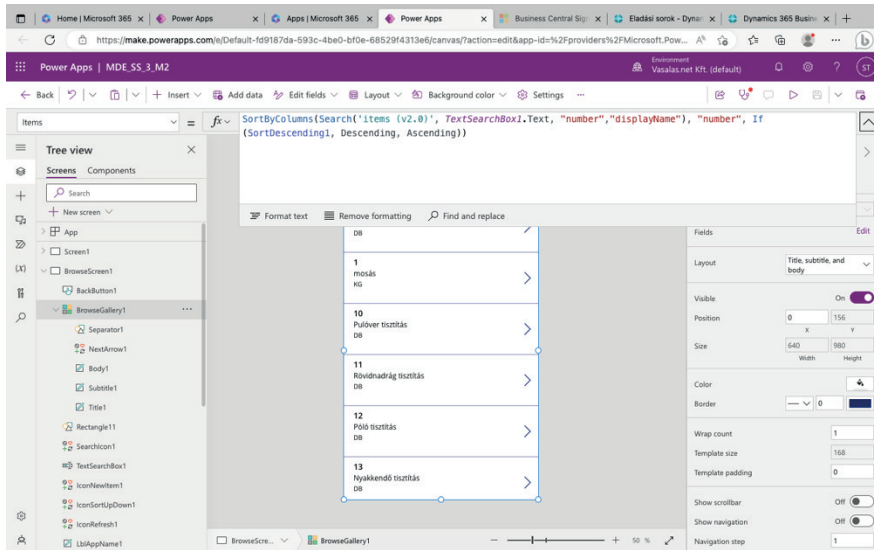 Home | Microsoft 365
Power Apps
Apps | Microsoft 365
Power Apps
Business Central Sig
Eladási sorok - Dynar
Dynamics 365 Busine
https://make.powerapps.com/e/Default-fd9187da-593c-4be0-bf0e-68529f4313e6/canvas/?action=edit&app-id=%2Fproviders%2FMicrosoft.Pow...
Power Apps | MDE_SS_3_M2
Environment
Vasalas.net Kft. (default)
ST
Back
Insert
Add data
Edit fields
Layout
Background color
Settings
Items
=
fx
SortByColumns(Search('items (v2.0)', TextSearchBox1.Text, "number","displayName"), "number", If
(SortDescending1, Descending, Ascending))
Format text
Remove formatting
Find and replace
Tree view
Screens
Components
Search
New screen
App
Screen1
BrowseScreen1
BackButton1
BrowseGallery1
Separator1
NextArrow1
Body1
Subtitle1
Title1
Rectangle11
SearchIcon1
TextSearchBox1
IconNewItem1
IconSortUpDown1
IconRefresh1
LblAppName1
DB
1
mosás
KG
10
Pulóver tisztítás
DB
11
Rövidnadrág tisztítás
DB
12
Póló tisztítás
DB
13
Nyakkendő tisztítás
DB
Fields
Edit
Layout
Title, subtitle, and
body
Visible
On
Position
0
156
X
Y
Size
640
980
Width
Height
Color
Border
0
Wrap count
1
Template size
168
Template padding
0
Show scrollbar
Off
Show navigation
Off
Navigation step
1
BrowseScre...
BrowseGallery1
50 %